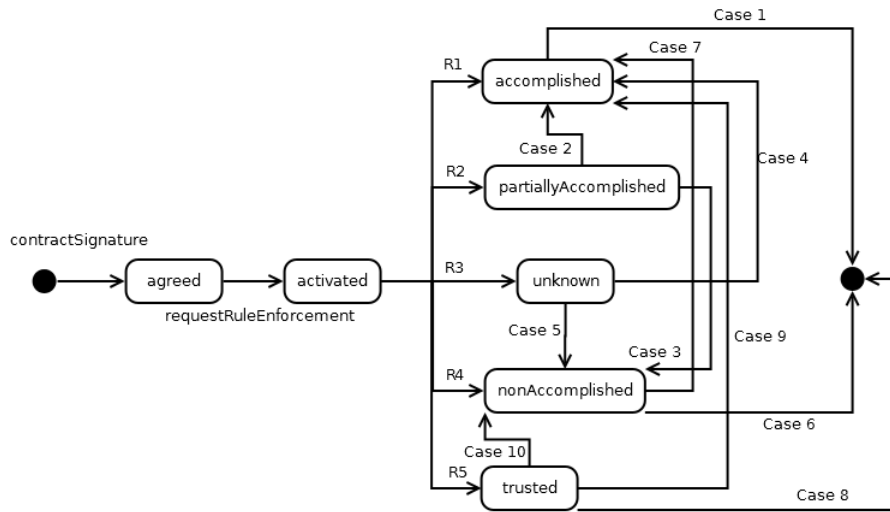 Case 1
Case 7
R1
accomplished
Case 2
Case 4
R2
partiallyAccomplished
contractSignature
R3
agreed
activated
unknown
requestRuleEnforcement
Case 5
Case 9
Case 3
R4
nonAccomplished
Case 6
Case 10
R5
trusted
Case 8